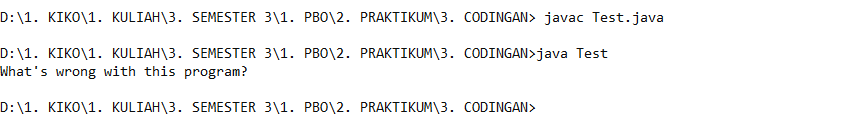 D:\1. KIKO\1. KULIAH\3. SEMESTER 3\1. PBO\2. PRAKTIKUM\3. CODINGAN> javac Test.java
D:\1. KIKO\1. KULIAH\3. SEMESTER 3\1. PBO\2. PRAKTIKUM\3. CODINGAN>java Test
What's wrong with this program?
D:\1. KIKO\1. KULIAH\3. SEMESTER 3\1. PBO\2. PRAKTIKUM\3. CODINGAN>